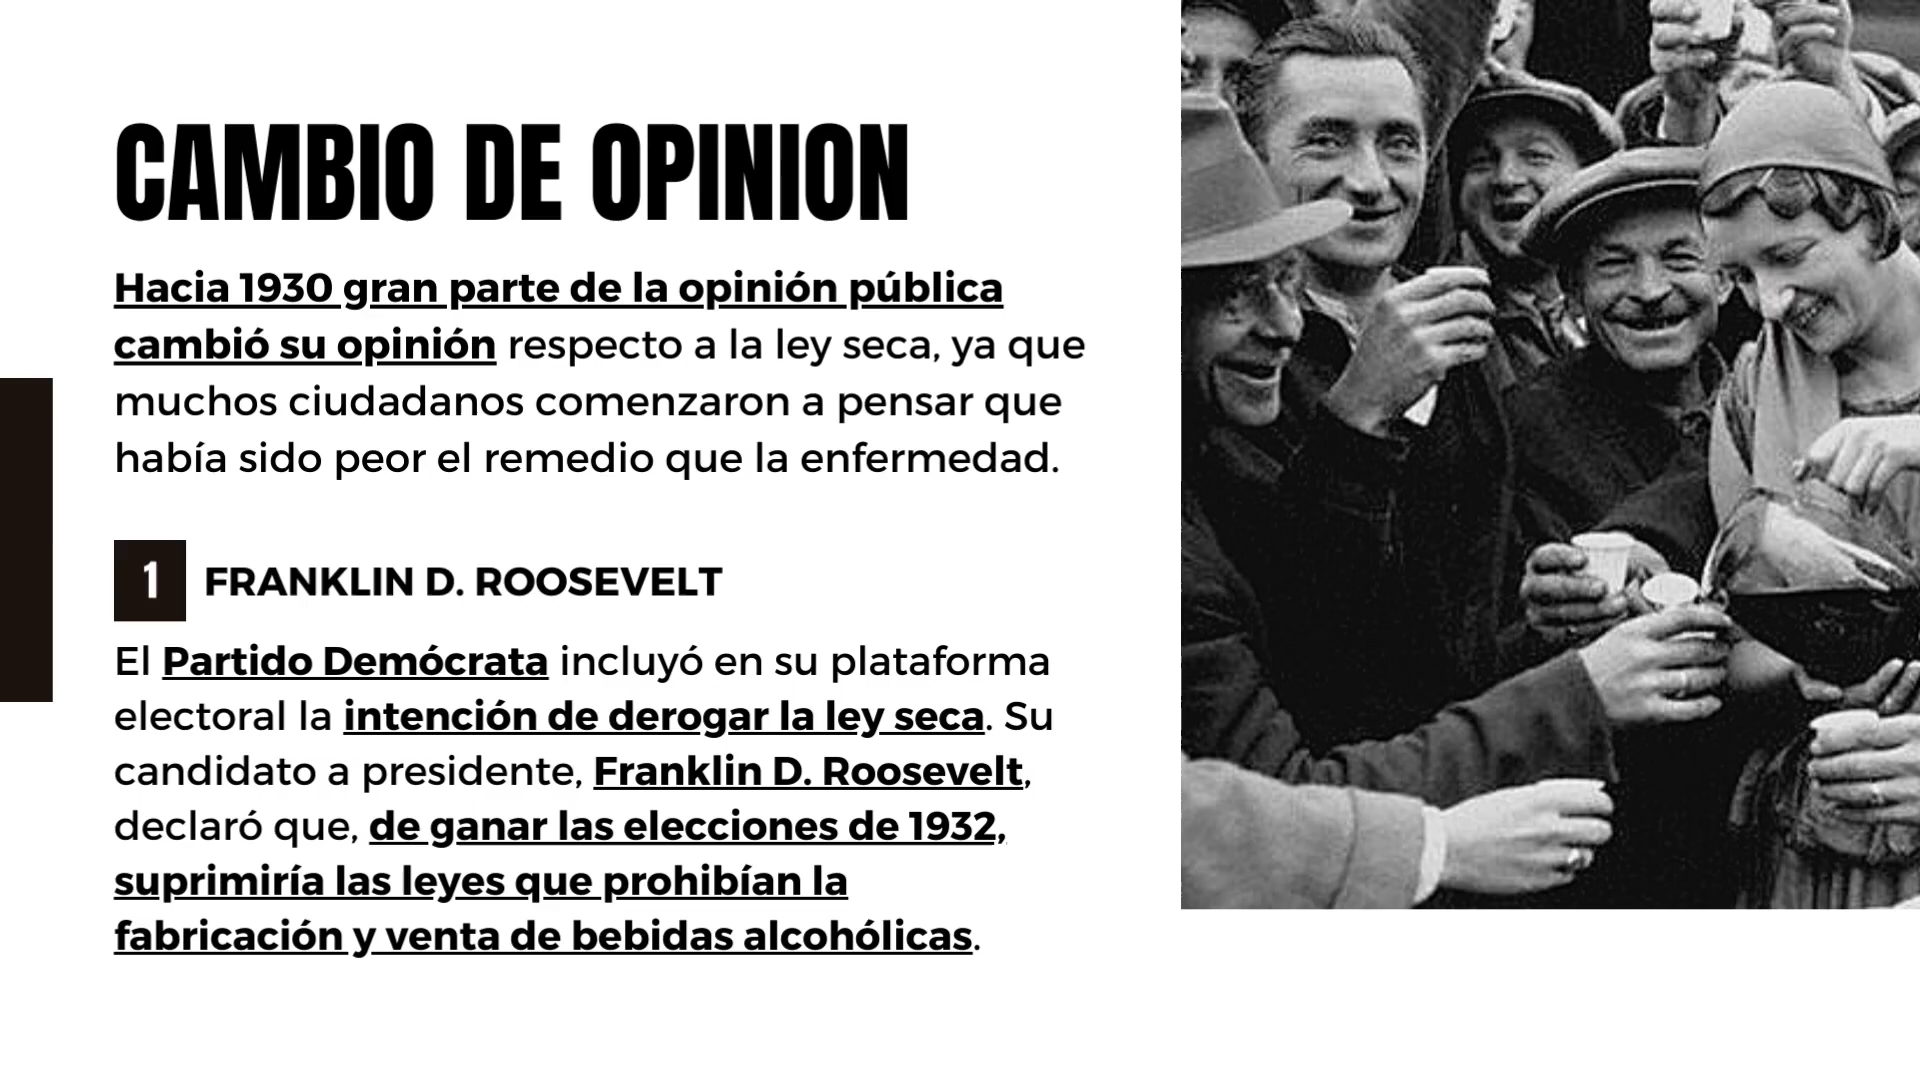 CAMBIO DE OPINION
Hacia 1930 gran parte de la opinión pública
cambió su opinión respecto a la ley seca, ya que
muchos ciudadanos comenzaron a pensar que
había sido peor el remedio que la enfermedad.
1 FRANKLIN D. ROOSEVELT
El Partido Demócrata incluyó en su plataforma
electoral la intención de derogar la ley seca. Su
candidato a presidente, Franklin D. Roosevelt,
declaró que, de ganar las elecciones de 1932,
suprimiría las leyes que prohibían la
fabricación y venta de bebidas alcohólicas.